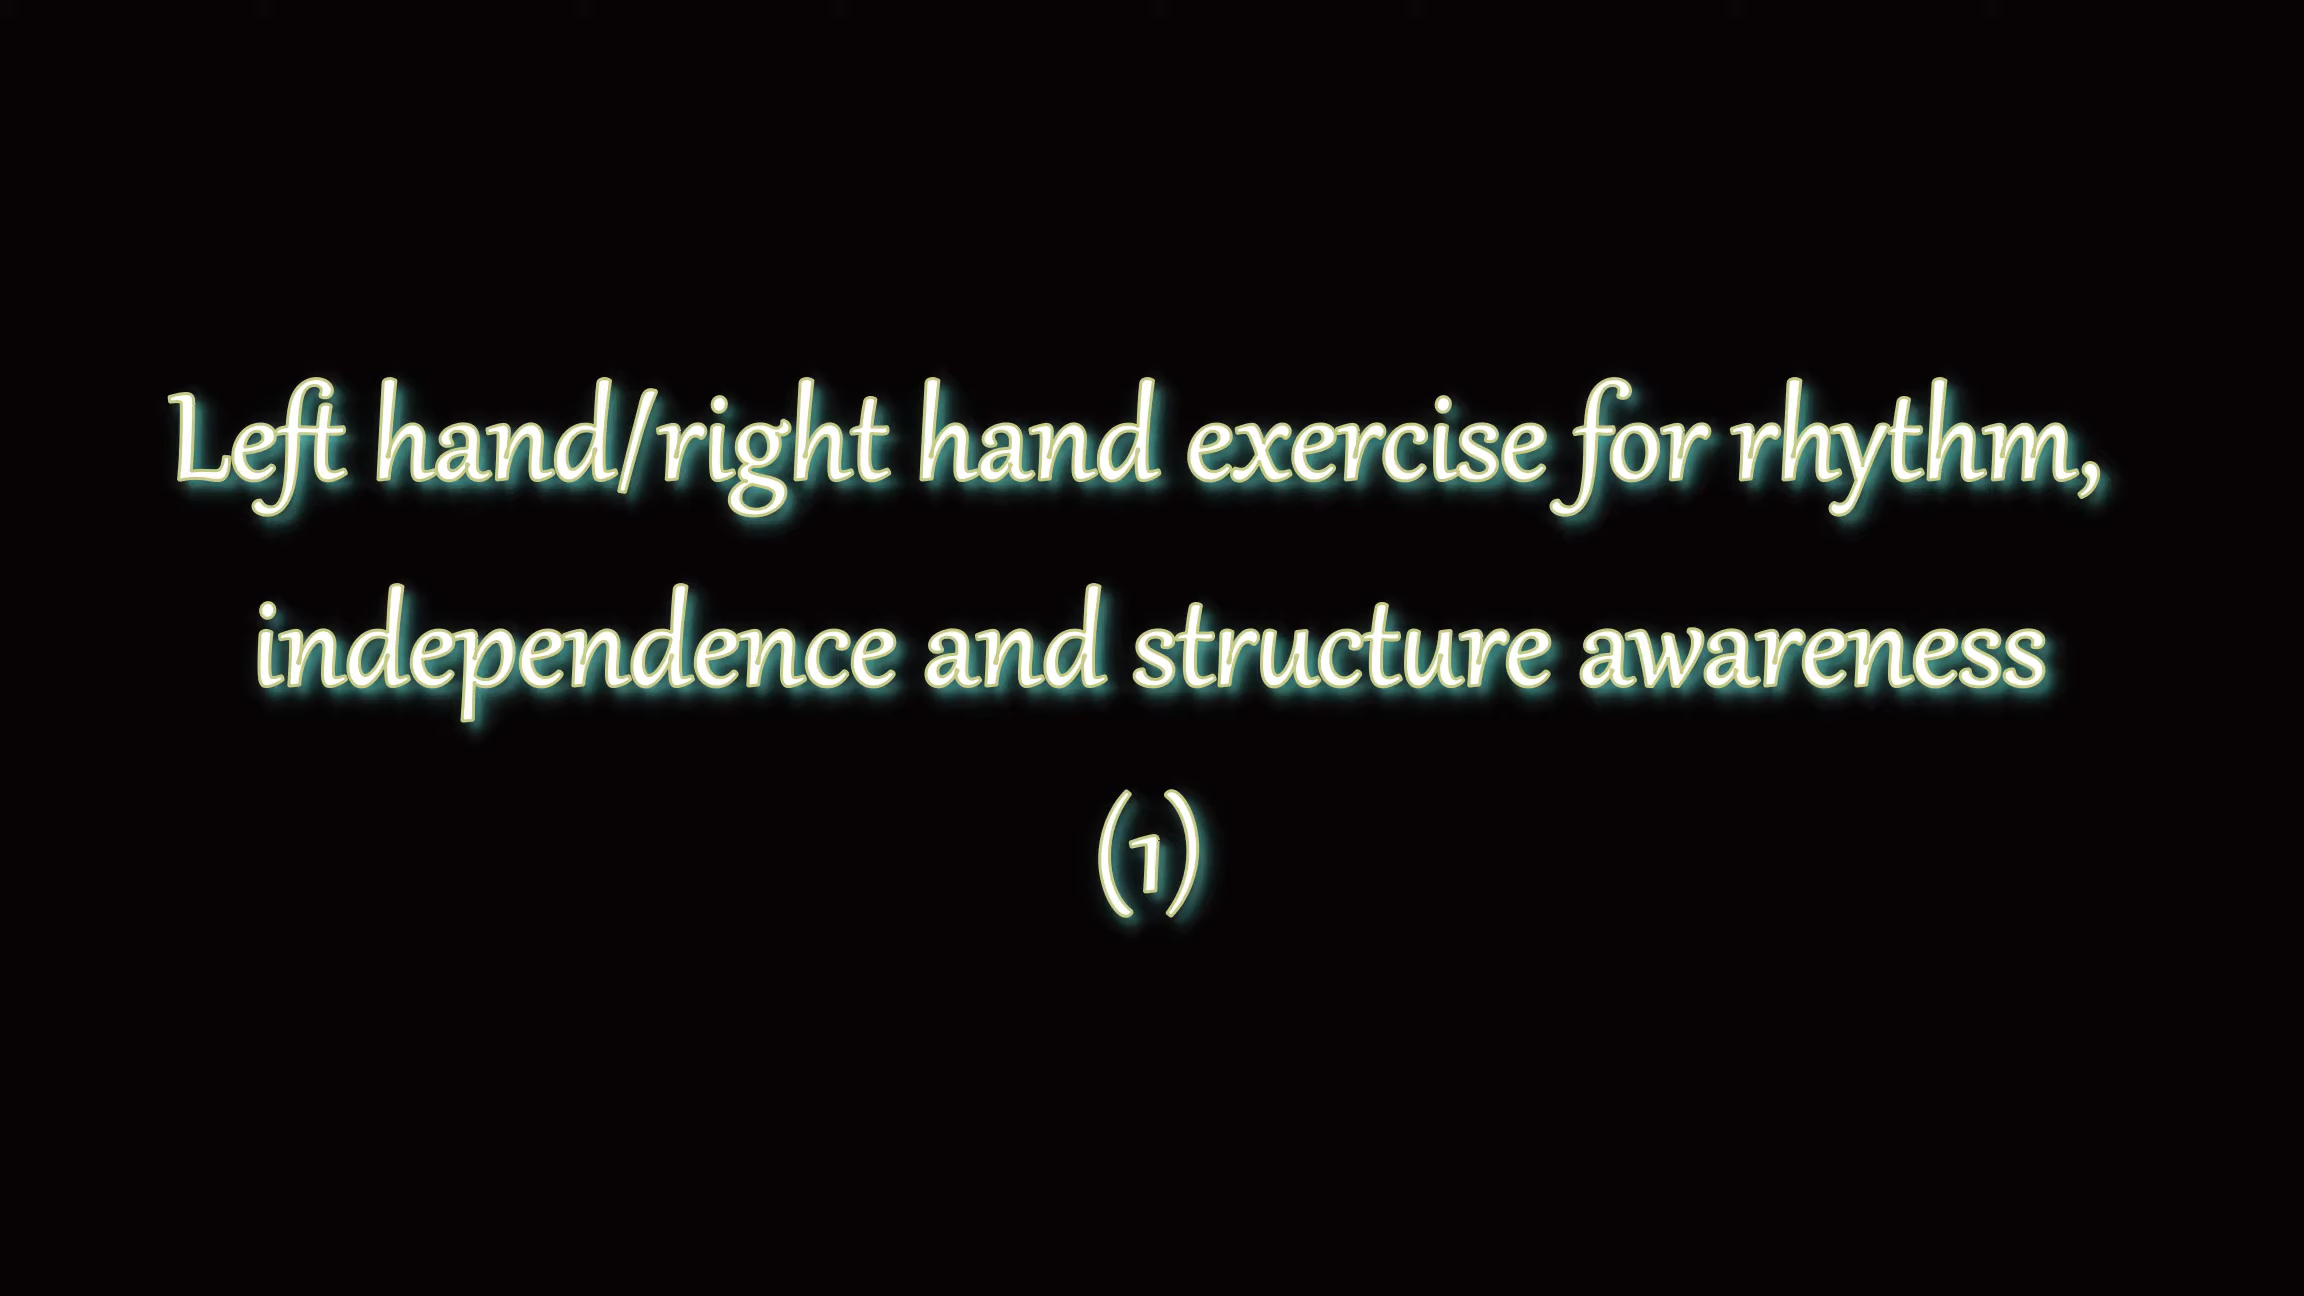 Left hand/right hand exercise for rhythm,
independence and structure awareness
(1)